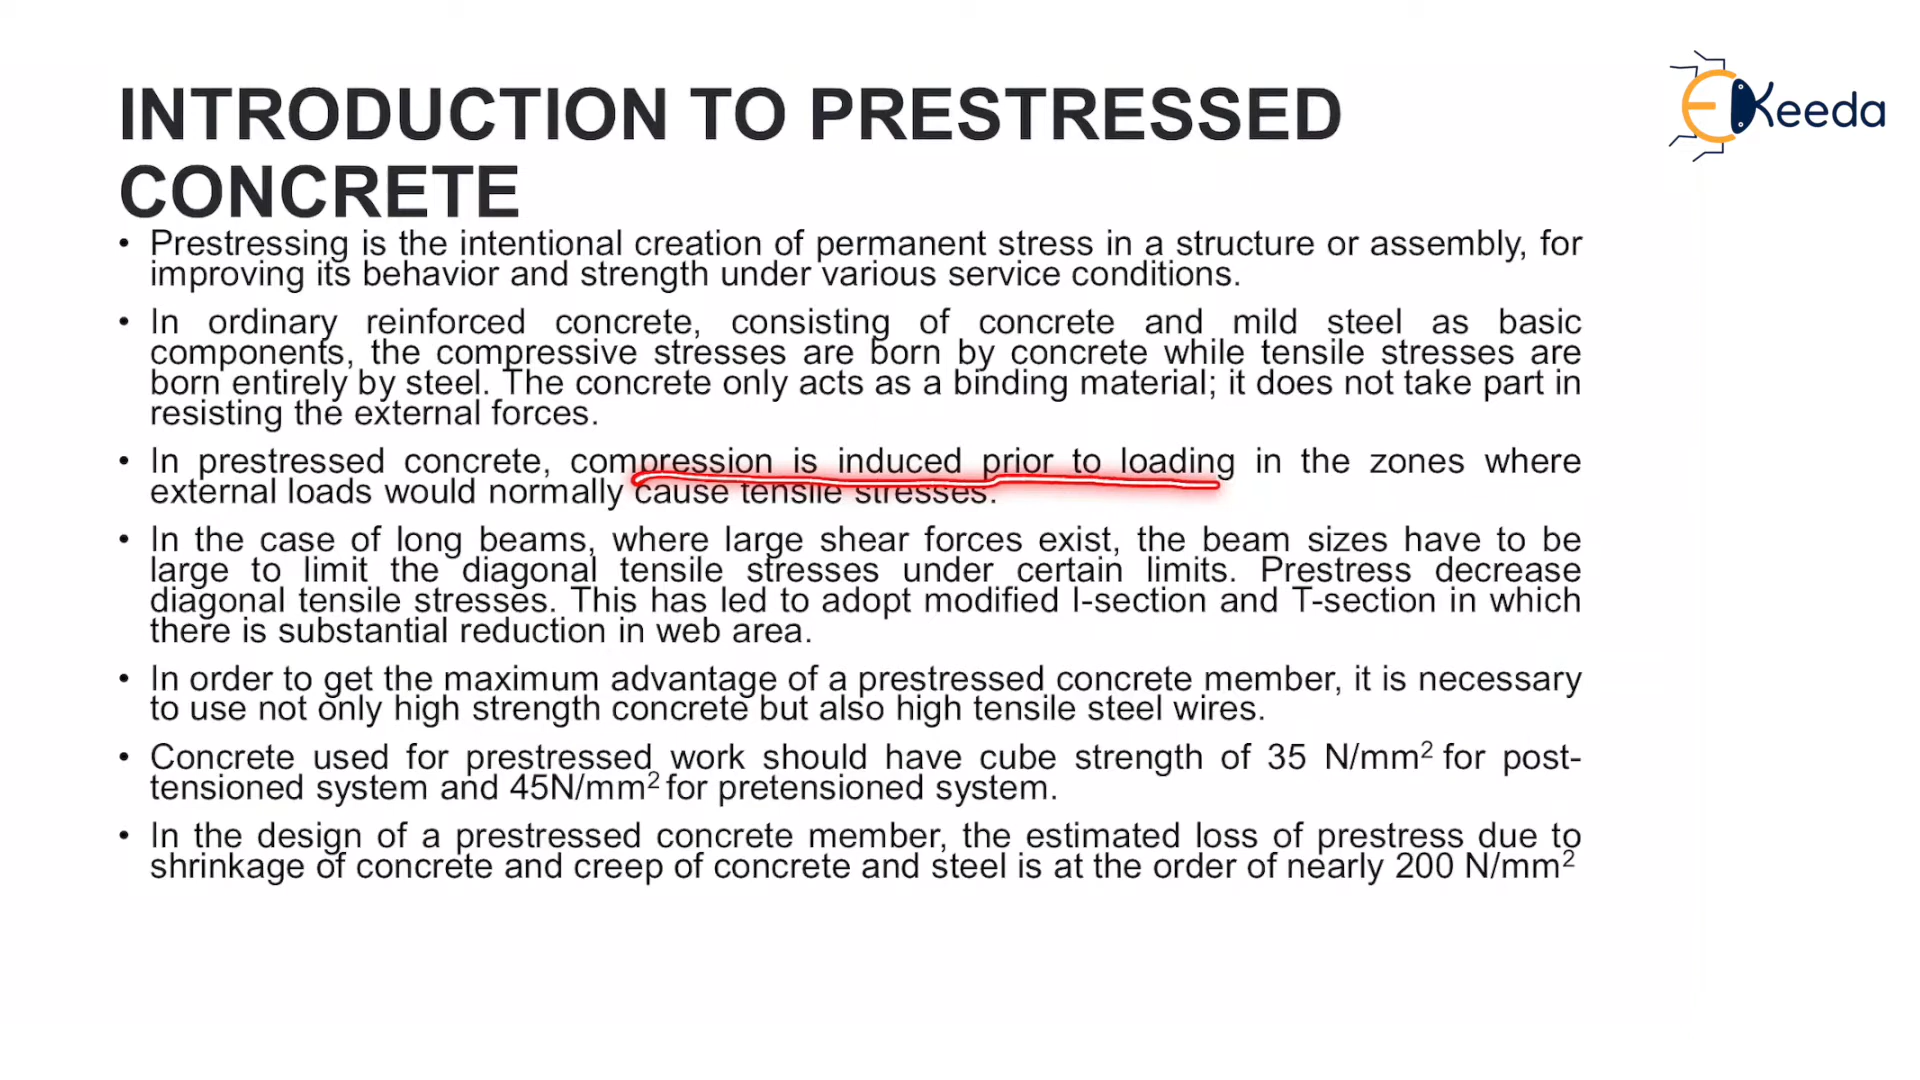 INTRODUCTION TO PRESTRESSED
CONCRETE
EKeeda
• Prestressing is the intentional creation of permanent stress in a structure or assembly, for
improving its behavior and strength under various service conditions.
• In ordinary reinforced concrete, consisting of concrete and mild steel as basic
components, the compressive stresses are born by concrete while tensile stresses are
born entirely by steel. The concrete only acts as a binding material; it does not take part in
resisting the external forces.
• In prestressed concrete, compression is induced prior to loading in the zones where
external loads would normally cause tensile stresses.
• In the case of long beams, where large shear forces exist, the beam sizes have to be
large to limit the diagonal tensile stresses under certain limits. Prestress decrease
diagonal tensile stresses. This has led to adopt modified I-section and T-section in which
there is substantial reduction in web area.
• In order to get the maximum advantage of a prestressed concrete member, it is necessary
to use not only high strength concrete but also high tensile steel wires.
• Concrete used for prestressed work should have cube strength of 35 N/mm² for post-
tensioned system and 45N/mm² for pretensioned system.
• In the design of a prestressed concrete member, the estimated loss of prestress due to
shrinkage of concrete and creep of concrete and steel is at the order of nearly 200 N/mm²